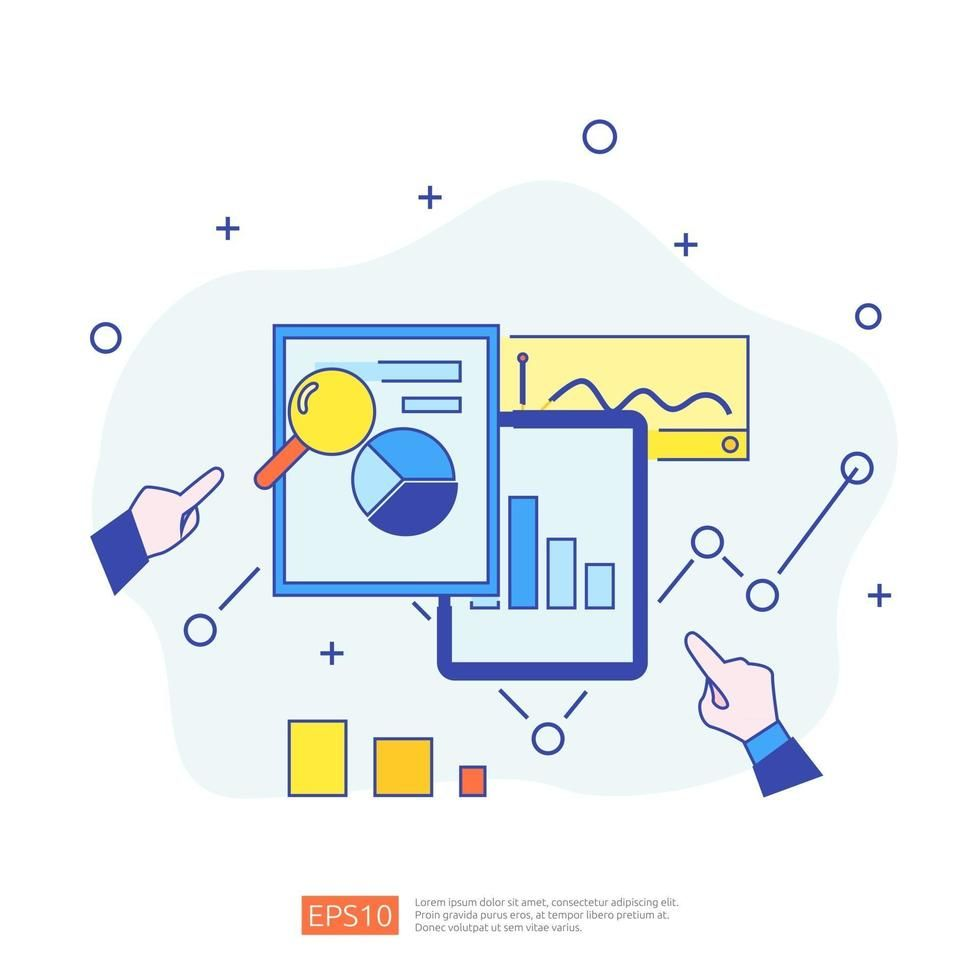 EPS10
Lorem ipsum dolor sit amet, consectetur adipiscing elit.
Proin gravida purus eros, at tempor libero pretium at.
Donec volutpat ut sem vitae varius.